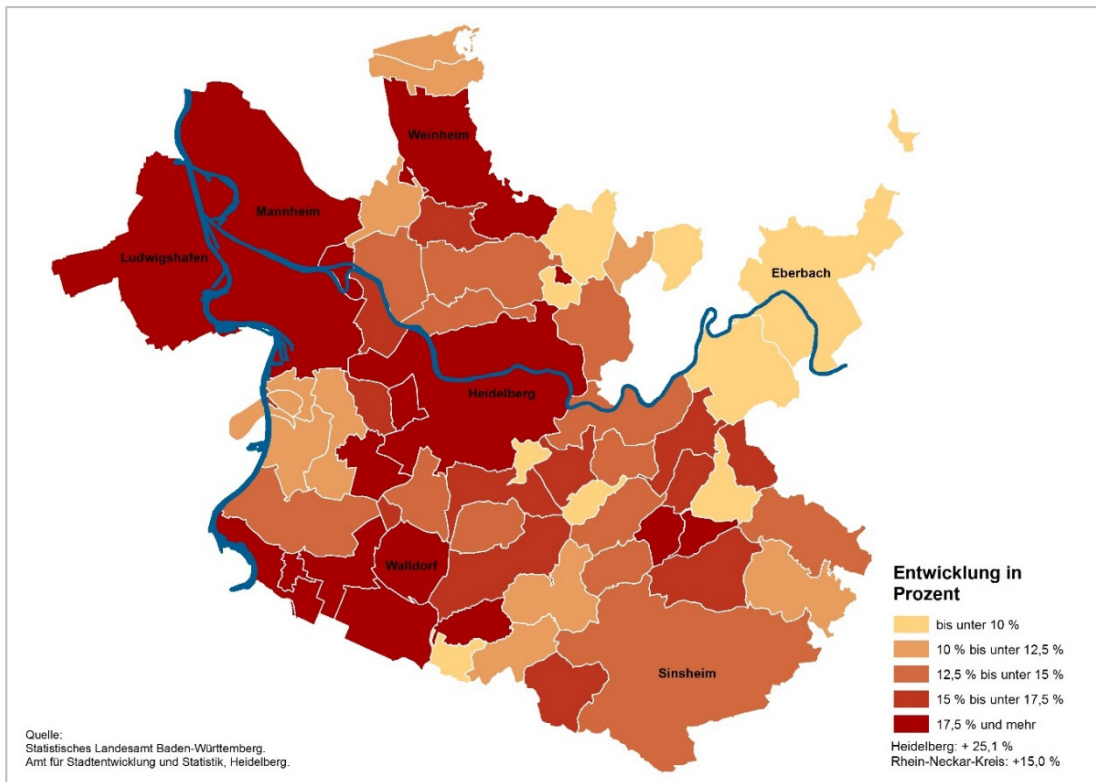 Weinheim
Mannheim
Ludwigshafen
Eberbach
Heidelberg
Walldorf
Sinsheim
Entwicklung in
Prozent
bis unter 10 %
10 % bis unter 12,5 %
12,5 % bis unter 15 %
15 % bis unter 17,5 %
17,5 % und mehr
Heidelberg: + 25,1 %
Rhein-Neckar-Kreis: +15,0 %
Quelle:
Statistisches Landesamt Baden-Württemberg.
Amt für Stadtentwicklung und Statistik, Heidelberg.